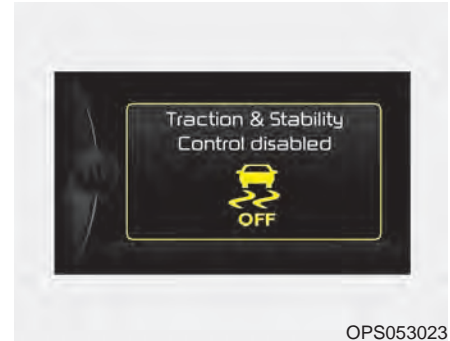 Traction & Stability
Control disabled
OFF
OPS053023